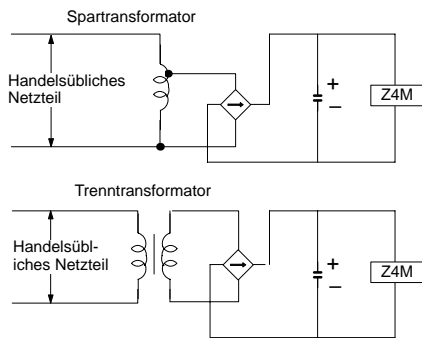 Spartransformator
Handelsübliches
Netzteil
+
–
Z4M
Trenntransformator
Handelsübl-
iches Netzteil
+
–
Z4M